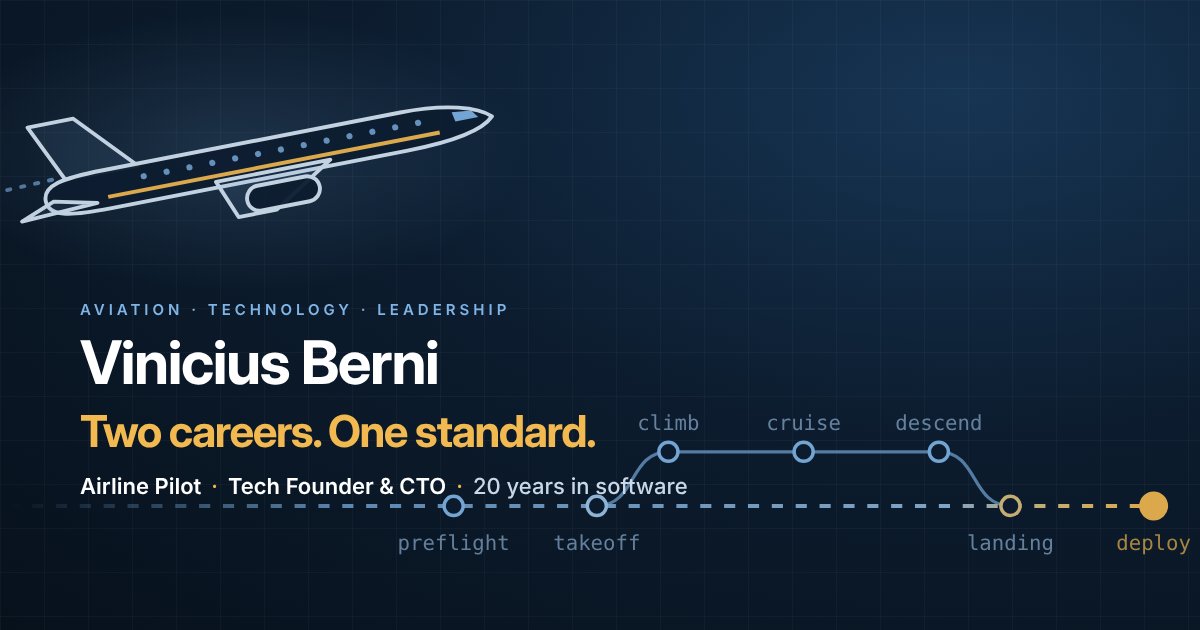 AVIATION · TECHNOLOGY · LEADERSHIP
Vinicius Berni
Two careers. One standard.
climb cruise descend
Airline Pilot · Tech Founder & CTO · 20 years in software
preflight takeoff landing deploy